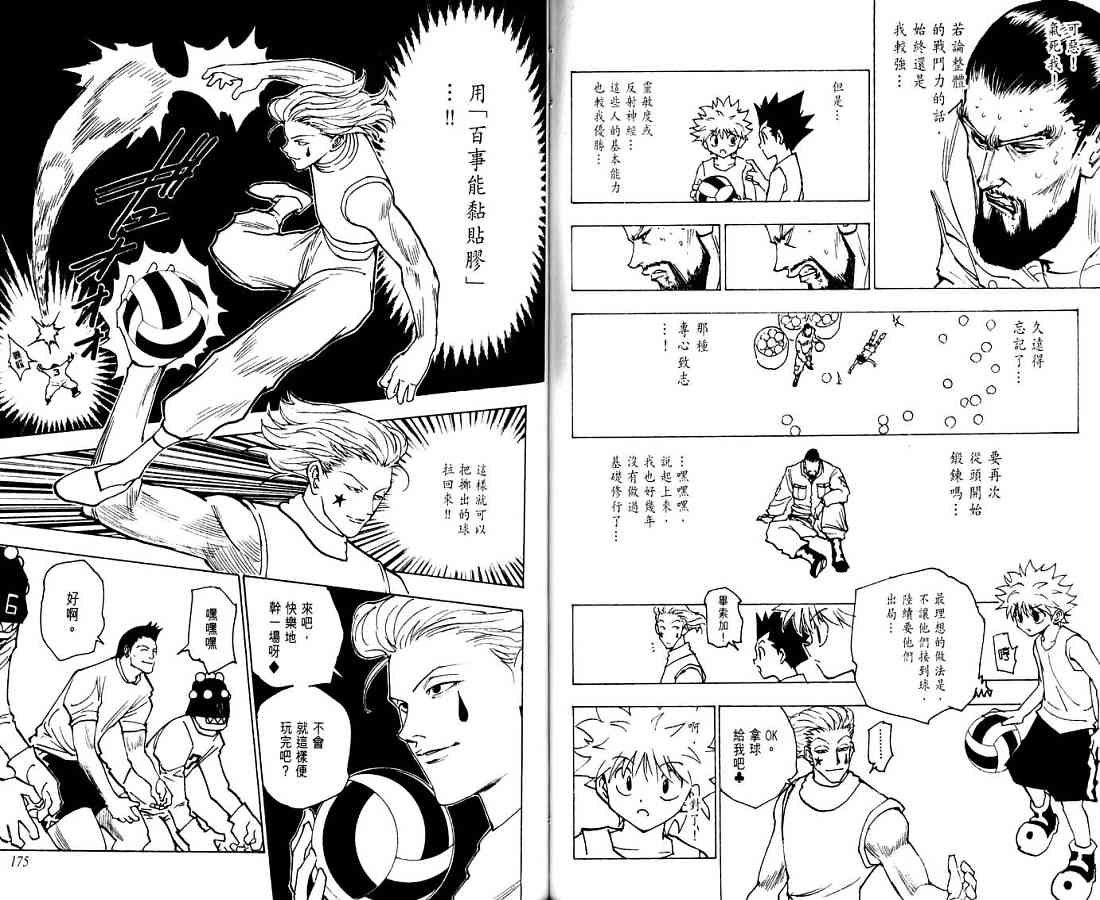 可惡！
氣死我！
若論整體
的戰鬥力的話，
始終還是
我較強…
但是…
靈敏度或
反射神經…
這些人的基本能力
也較我優勝…
久遠得
忘記了…
那種
專心致志
…！
要再次
從頭開始
鍛鍊嗎…
…嘿嘿嘿，
說起上來，
我也好幾年
沒有做過
基礎修行了…
最理想的做法是，
不讓他們接到球，
陸續要他們
出局…
畢索加！
………
OK。
拿球
給我吧♣
啊，
對了！
用「百事能黏貼膠」
…!!
這樣就可以
把擲出的球
拉回來!!
來吧，
快樂地
幹一場呀♠
不會
就這樣便
玩完吧？
嘿嘿嘿
好啊。
6
3
175